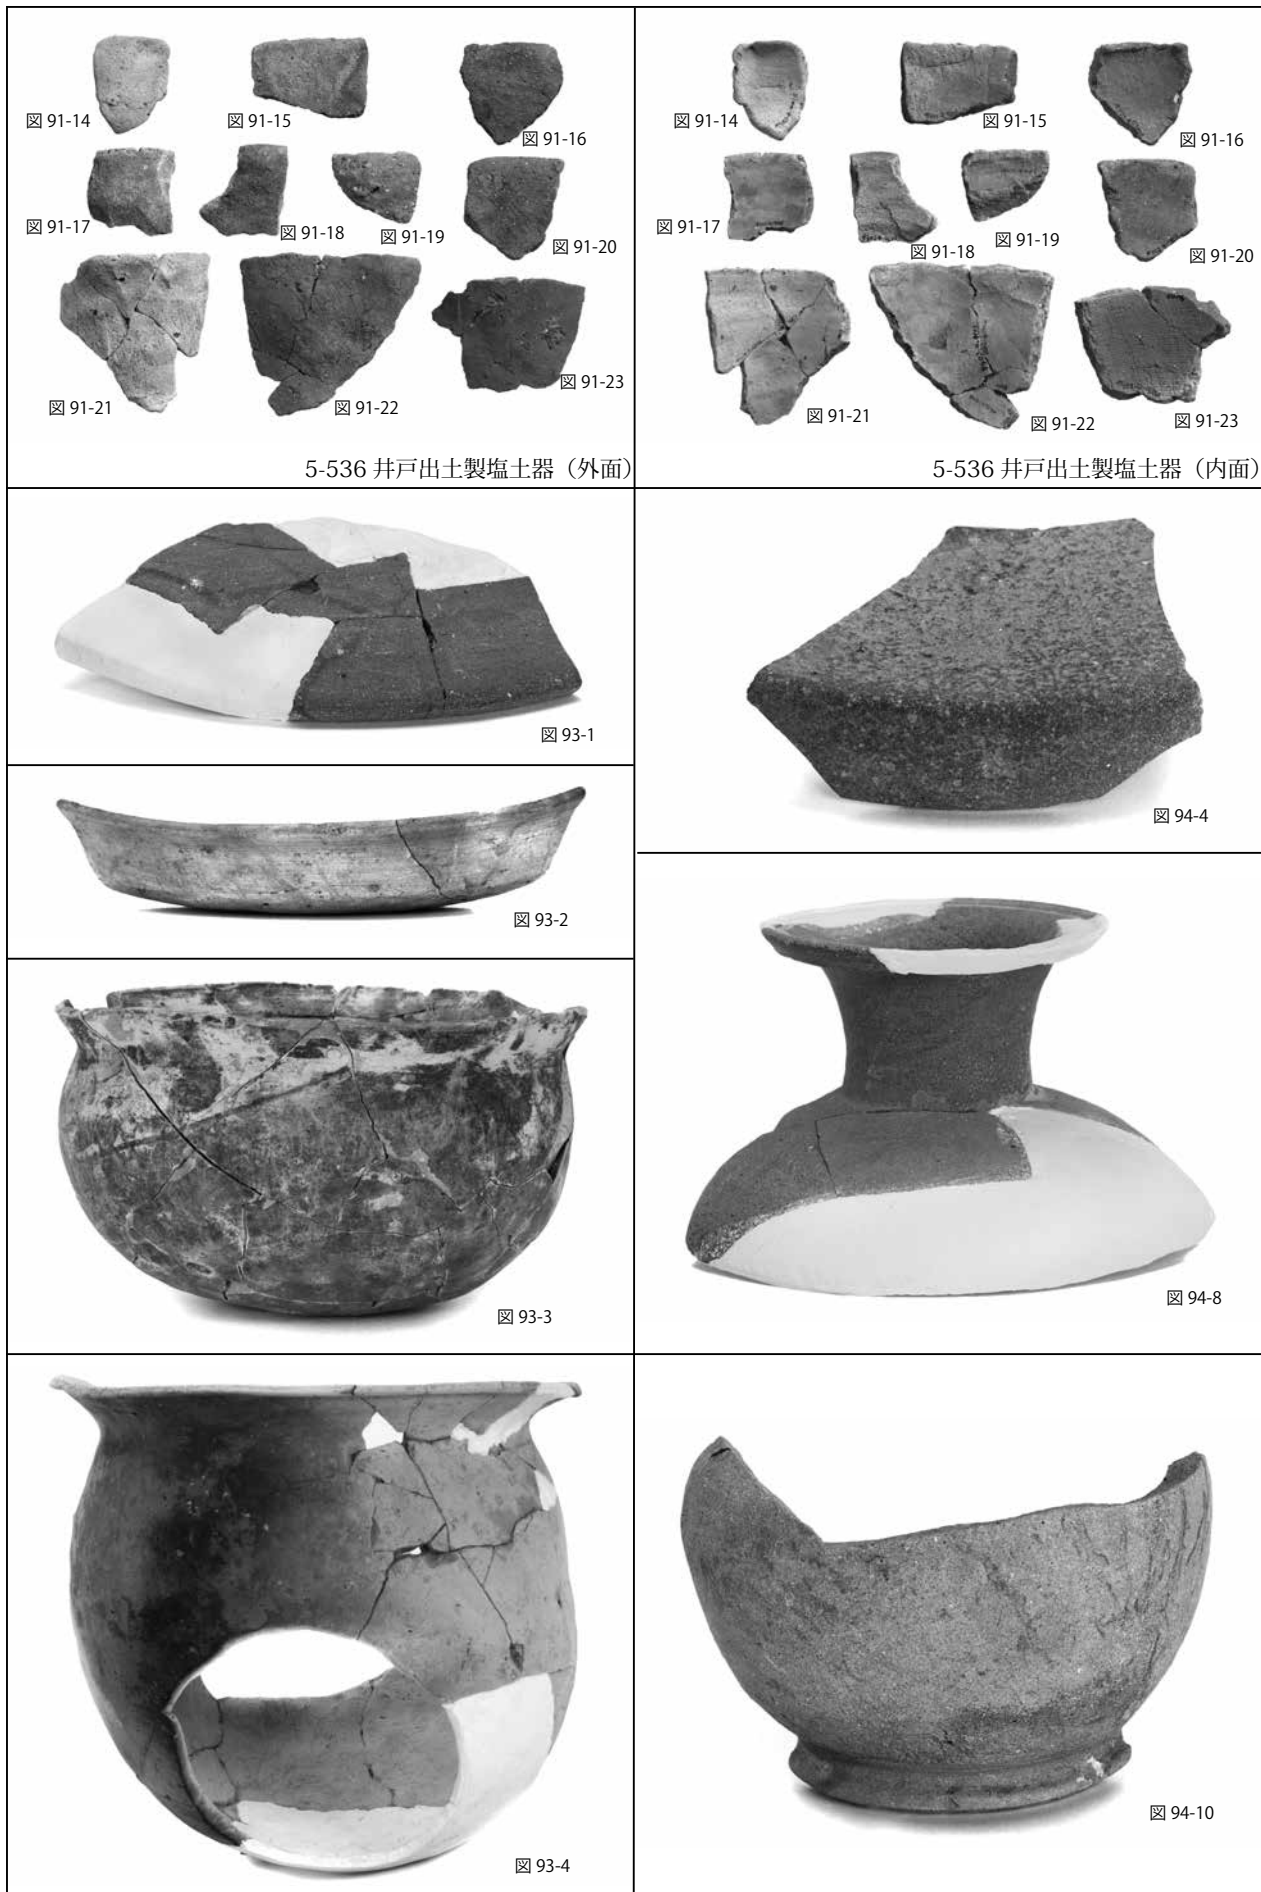 図 91-14
図 91-15
図 91-16
図 91-17
図 91-18
図 91-19
図 91-20
図 91-21
図 91-22
図 91-23
5-536 井戸出土製塩土器（外面）
図 91-14
図 91-15
図 91-16
図 91-17
図 91-18
図 91-19
図 91-20
図 91-21
図 91-22
図 91-23
5-536 井戸出土製塩土器（内面）
図 93-1
図 93-2
図 93-3
図 93-4
図 94-4
図 94-8
図 94-10